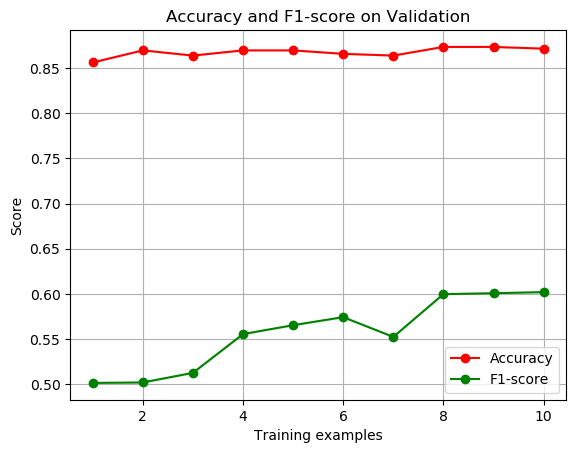 Accuracy and F1-score on Validation
Score
0.85
0.80
0.75
0.70
0.65
0.60
0.55
0.50
Accuracy
F1-score
2 4 6 8 10
Training examples